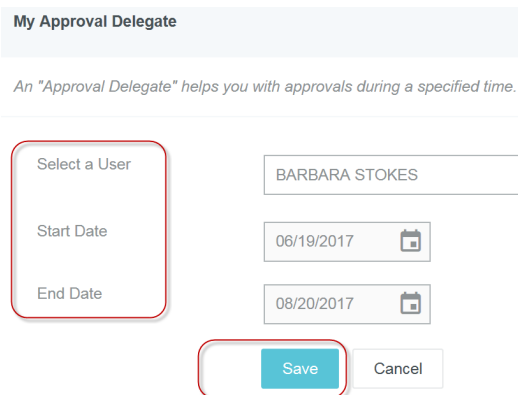 My Approval Delegate
An "Approval Delegate" helps you with approvals during a specified time.
Select a User
BARBARA STOKES
Start Date
06/19/2017
End Date
08/20/2017
Save
Cancel